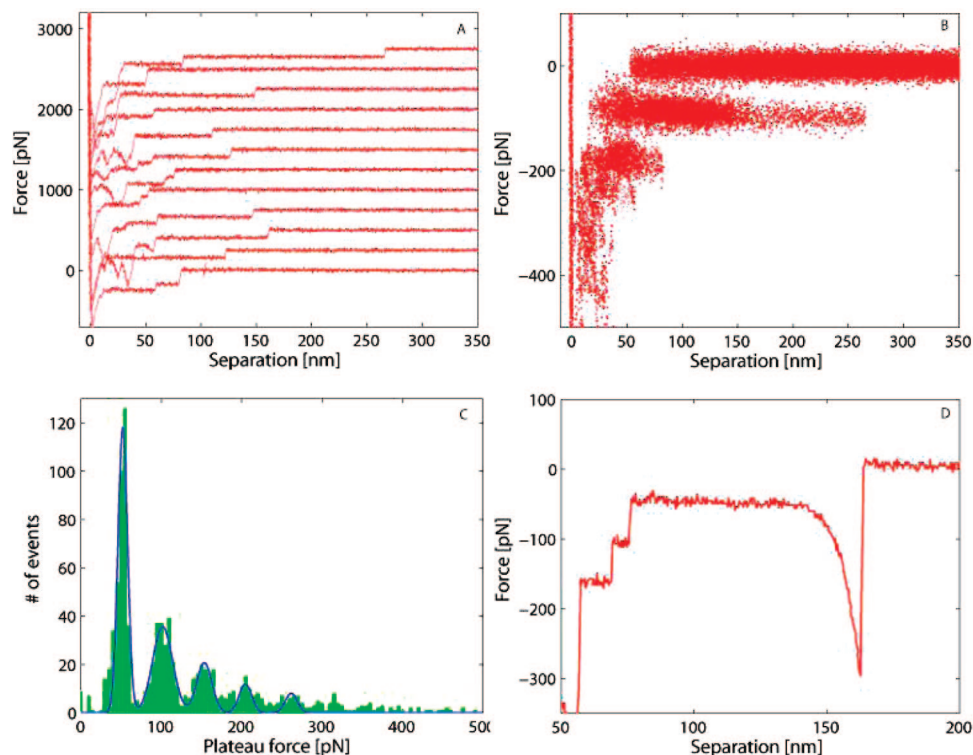 A
3000
2000
1000
0
Force [pN]
0 50 100 150 200 250 300 350
Separation [nm]
B
0
−200
−400
Force [pN]
0 50 100 150 200 250 300 350
Separation [nm]
C
120
100
80
60
40
20
0
# of events
0 100 200 300 400 500
Plateau force [pN]
D
100
0
−100
−200
−300
Force [pN]
50 100 150 200
Separation [nm]